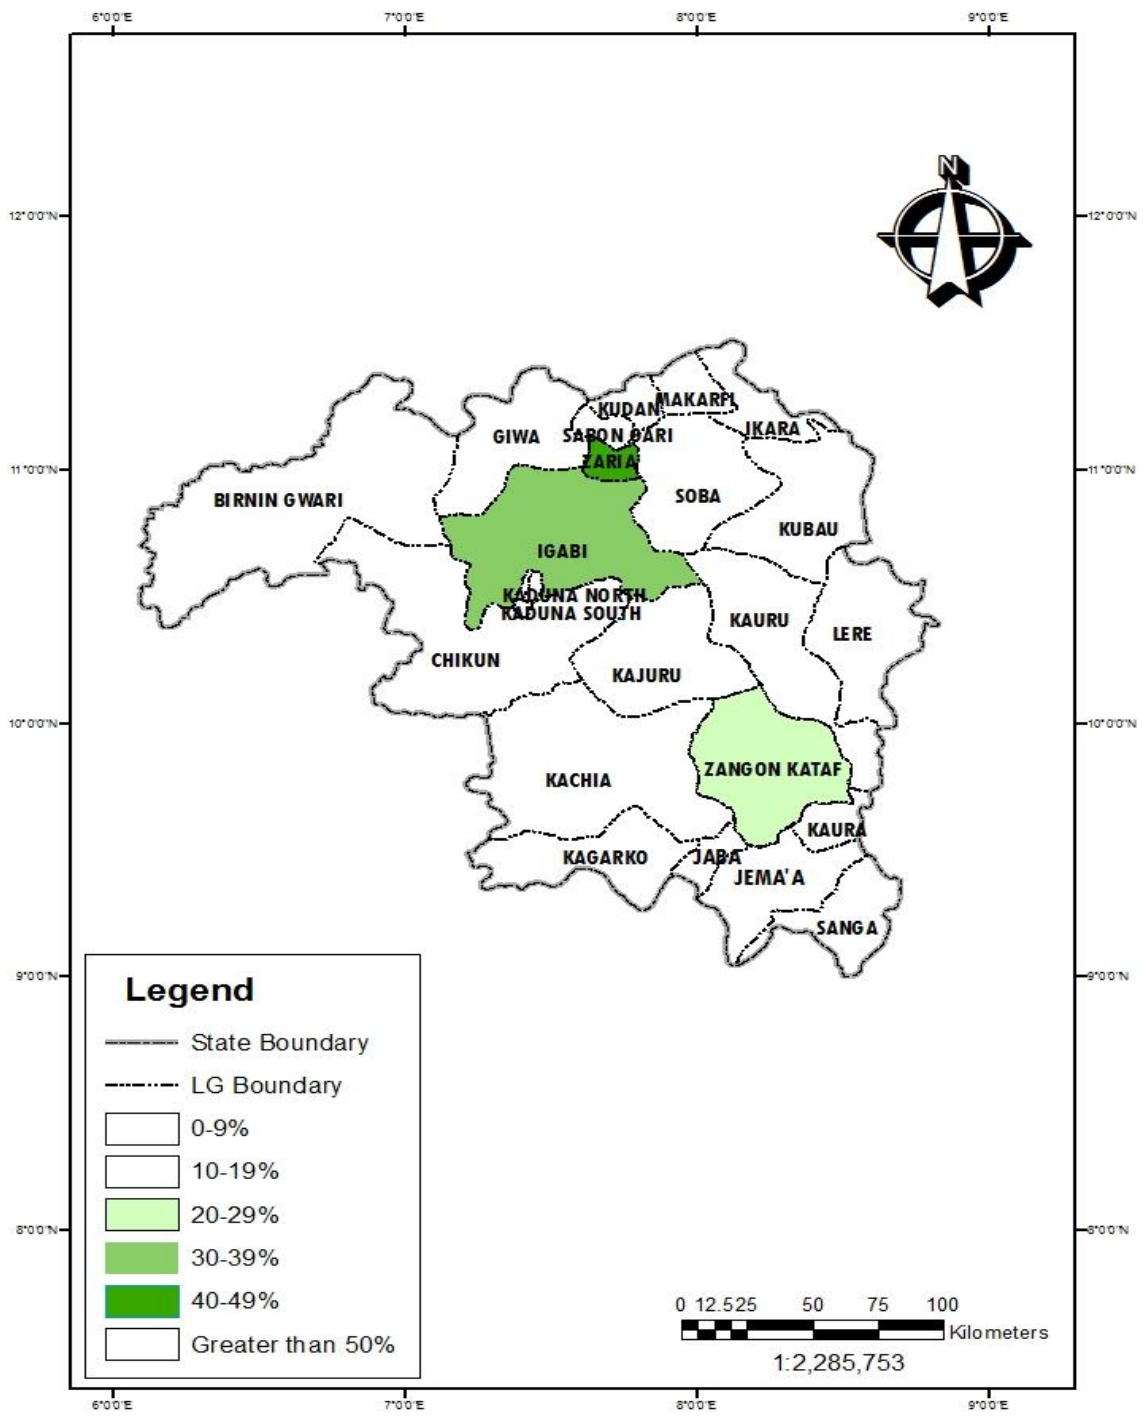 6°0'0"E 7°0'0"E 8°0'0"E 9°0'0"E
N
12°0'0"N 12°0'0"N
MAKARFI
KUDAN
IKARA
SABON GARI
GIWA
ZARIA
11°0'0"N 11°0'0"N
BIRNIN GWARI
SOBA
KUBAU
IGABI
KADUNA NORTH
KADUNA SOUTH
KAURU
LERE
CHIKUN
KAJURU
10°0'0"N 10°0'0"N
ZANGON KATAF
KACHIA
KAURA
KAGARKO
JABA
JEMA'A
SANGA
9°0'0"N 9°0'0"N
Legend
State Boundary
LG Boundary
0-9%
10-19%
20-29%
30-39%
40-49%
Greater than 50%
8°0'0"N 8°0'0"N
0 12.525 50 75 100
Kilometers
1:2,285,753
6°0'0"E 7°0'0"E 8°0'0"E 9°0'0"E